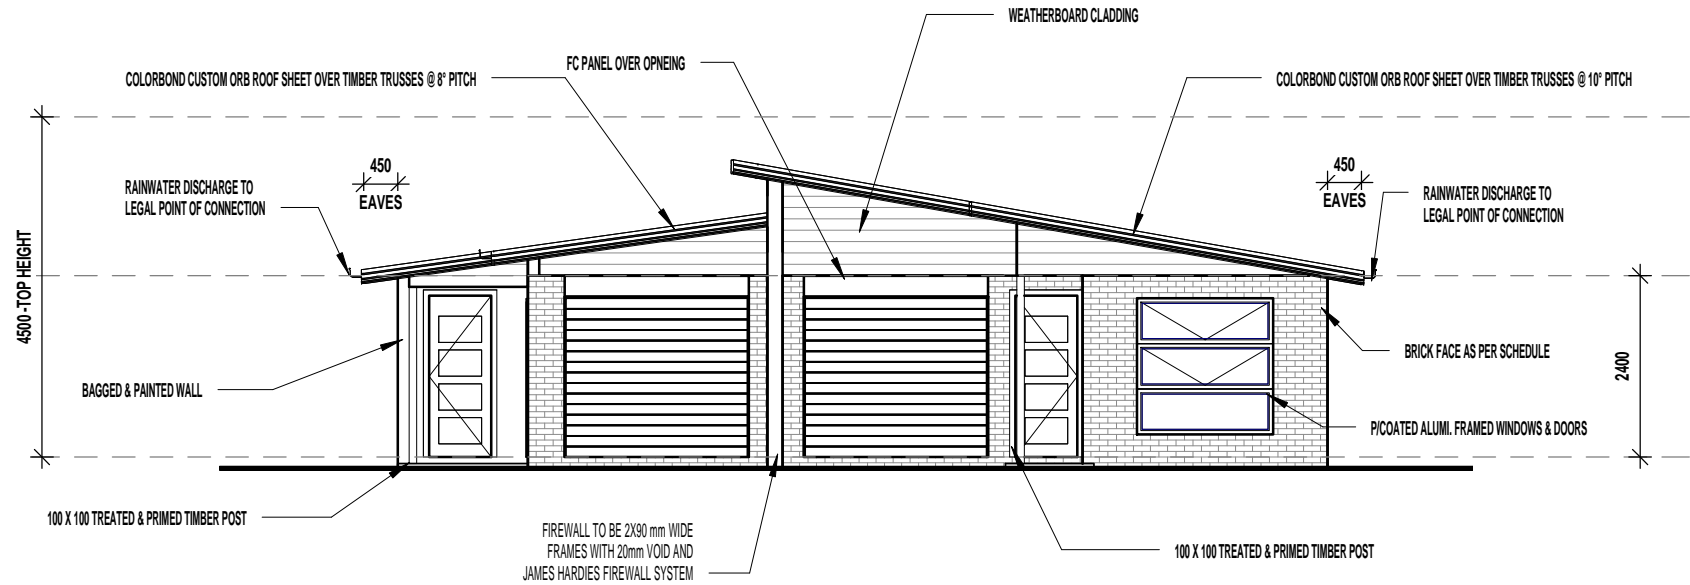 WEATHERBOARD CLADDING
FC PANEL OVER OPNEING
COLORBOND CUSTOM ORB ROOF SHEET OVER TIMBER TRUSSES @ 8° PITCH
COLORBOND CUSTOM ORB ROOF SHEET OVER TIMBER TRUSSES @ 10° PITCH
450
EAVES
450
EAVES
RAINWATER DISCHARGE TO
LEGAL POINT OF CONNECTION
RAINWATER DISCHARGE TO
LEGAL POINT OF CONNECTION
4500 -TOP HEIGHT
BRICK FACE AS PER SCHEDULE
2400
BAGGED & PAINTED WALL
P/COATED ALUMI. FRAMED WINDOWS & DOORS
100 X 100 TREATED & PRIMED TIMBER POST
FIREWALL TO BE 2X90 mm WIDE
FRAMES WITH 20mm VOID AND
JAMES HARDIES FIREWALL SYSTEM
100 X 100 TREATED & PRIMED TIMBER POST